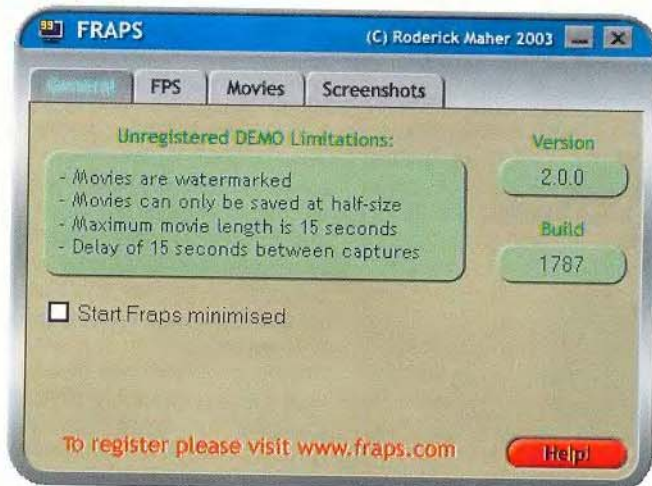 99
FRAPS
(C) Roderick Maher 2003
General
FPS
Movies
Screenshots
Unregistered DEMO Limitations:
- Movies are watermarked
- Movies can only be saved at half-size
- Maximum movie length is 15 seconds
- Delay of 15 seconds between captures
Version
2.0.0
Build
1787
Start Fraps minimised
To register please visit www.fraps.com
Help!